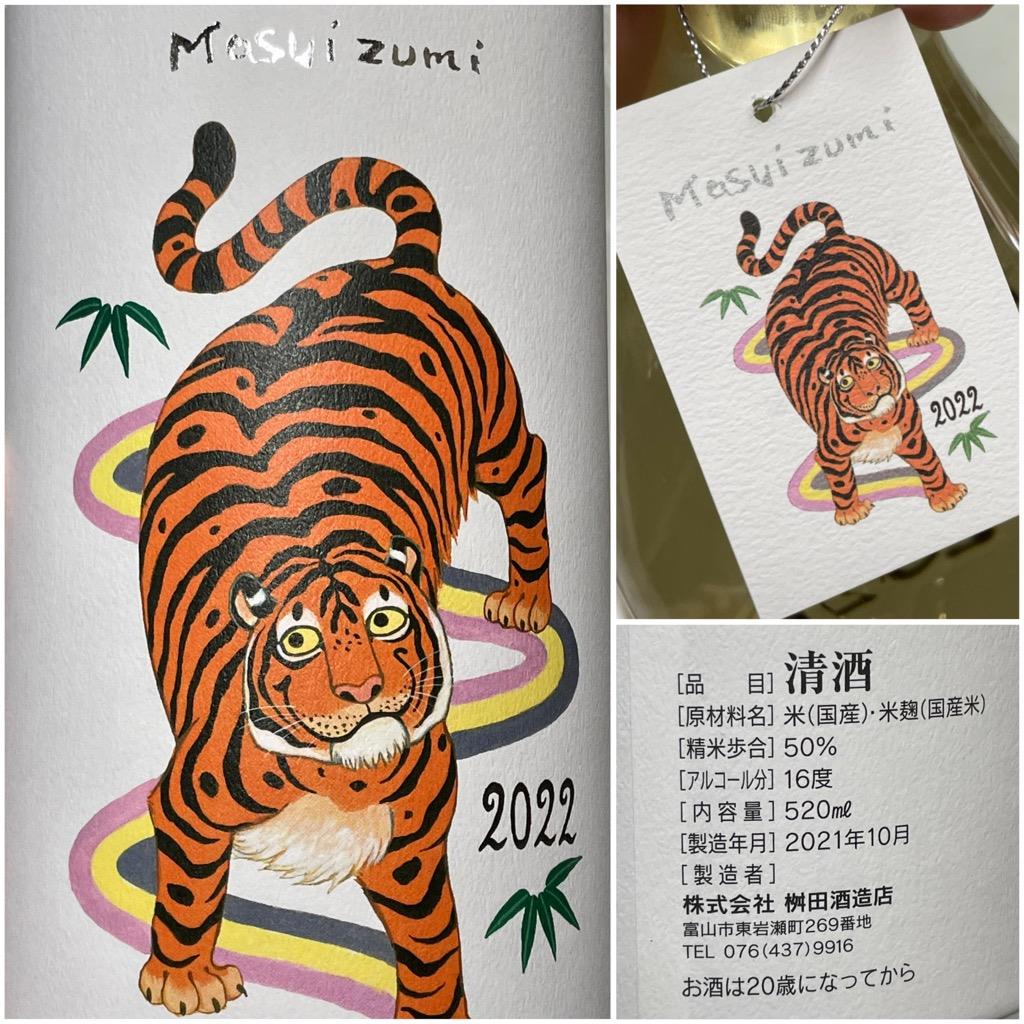 Masuizumi
2022
Masuizumi
2022
[品 目] 清酒
[原材料名] 米(国産)・米麹(国産米)
[精米歩合] 50%
[アルコール分] 16度
[内容量] 520㎖
[製造年月] 2021年10月
[製造者]
株式会社 桝田酒造店
富山市東岩瀬町269番地
TEL 076(437)9916
お酒は20歳になってから